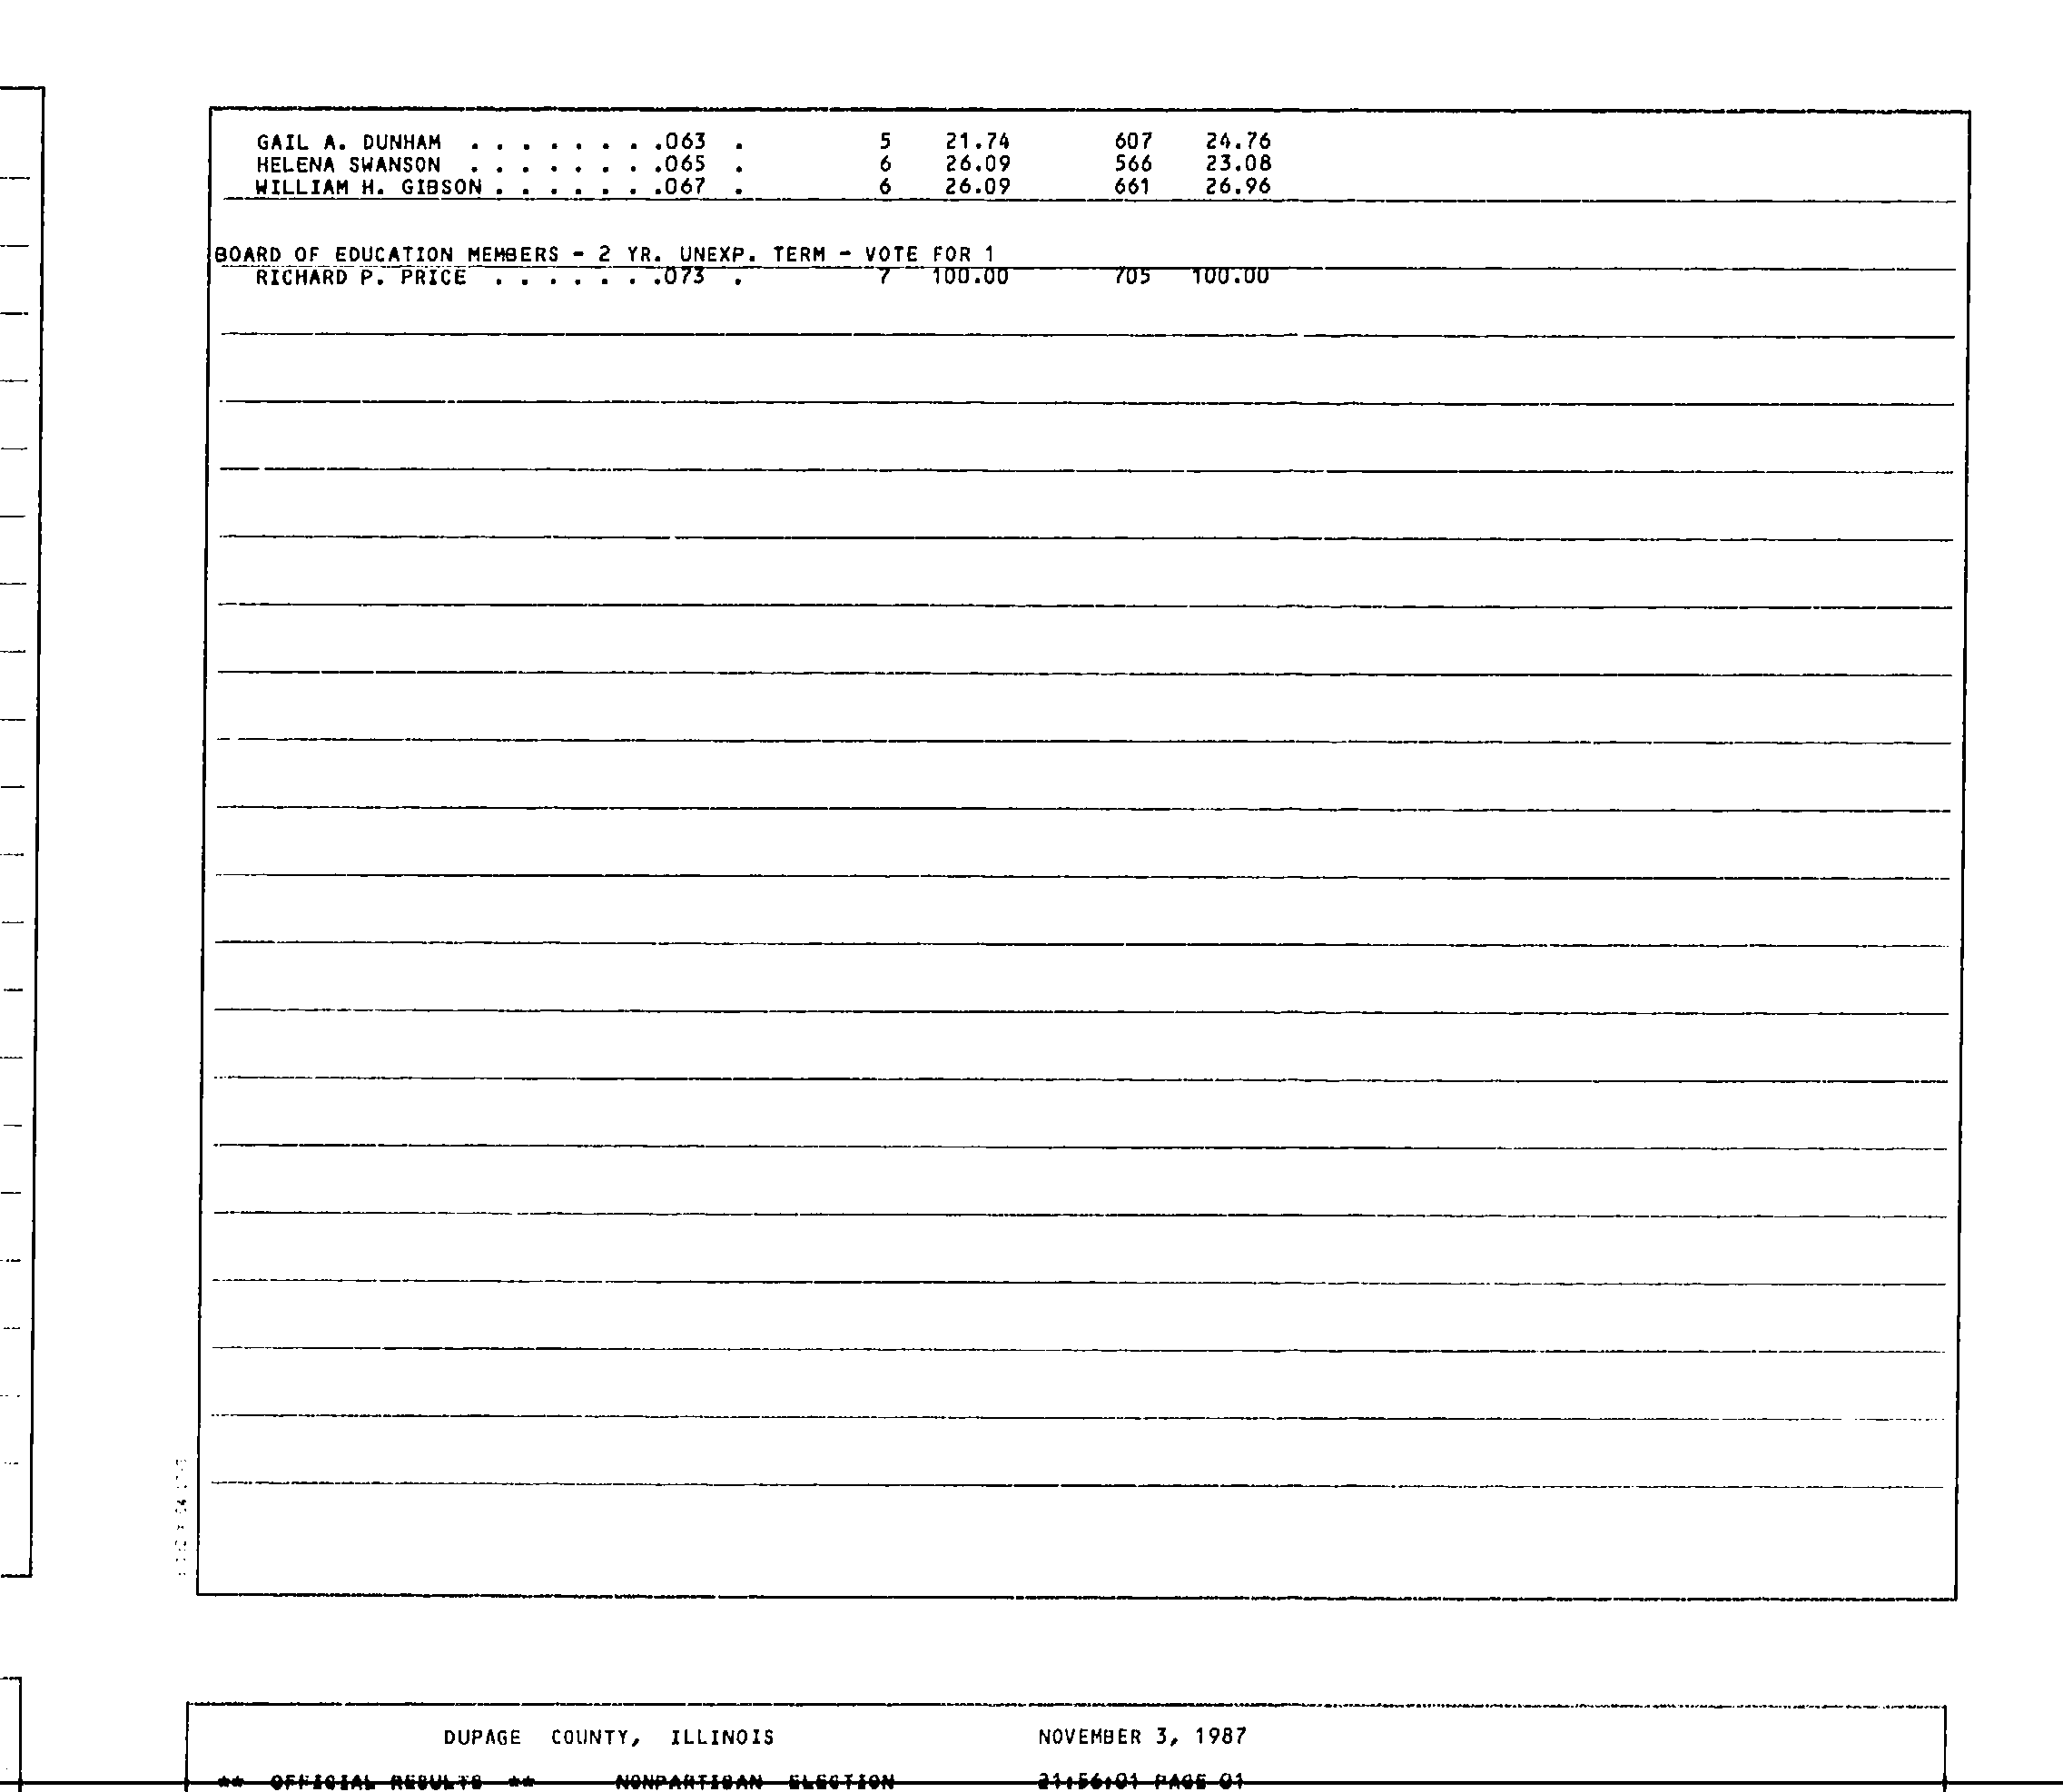 GAIL A. DUNHAM . . . . . . . .063 . 5 21.74 607 24.76
HELENA SWANSON . . . . . . . .065 . 6 26.09 566 23.08
WILLIAM H. GIBSON . . . . . . .067 . 6 26.09 661 26.96
BOARD OF EDUCATION MEMBERS - 2 YR. UNEXP. TERM - VOTE FOR 1
RICHARD P. PRICE . . . . . . .073 . 7 100.00 705 100.00
DUPAGE COUNTY, ILLINOIS NOVEMBER 3, 1987
** OFFICIAL RESULTS ** NONPARTISAN ELECTION 21:56:01 PAGE 01